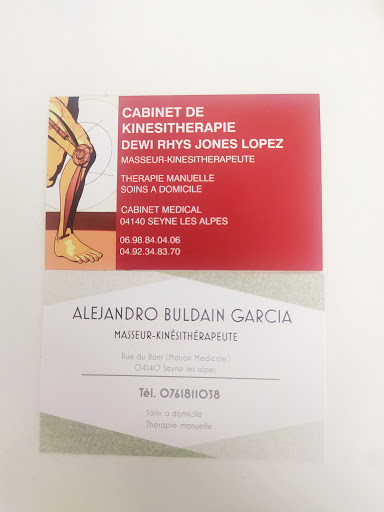 CABINET DE
KINESITHERAPIE
DEWI RHYS JONES LOPEZ
MASSEUR-KINESITHERAPEUTE
THERAPIE MANUELLE
SOINS A DOMICILE
CABINET MEDICAL
04140 SEYNE LES ALPES
06.98.84.04.06
04.92.34.83.70
ALEJANDRO BULDAIN GARCIA
MASSEUR-KINÉSITHÉRAPEUTE
Rue du Barri (Maison Medicale)
04140 Seyne les alpes
Tél. 0761811038
Soins a domicile
Therapie manuelle